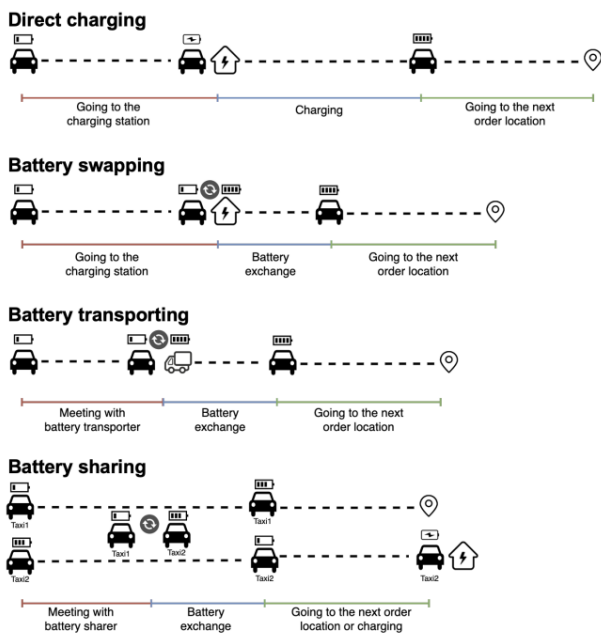 Direct charging
Going to the
charging station
Charging
Going to the next
order location
Battery swapping
Going to the
charging station
Battery
exchange
Going to the next
order location
Battery transporting
Meeting with
battery transporter
Battery
exchange
Going to the next
order location
Battery sharing
Taxi1
Taxi1
Taxi1
Taxi2
Taxi2
Taxi2
Taxi2
Meeting with
battery sharer
Battery
exchange
Going to the next order
location or charging